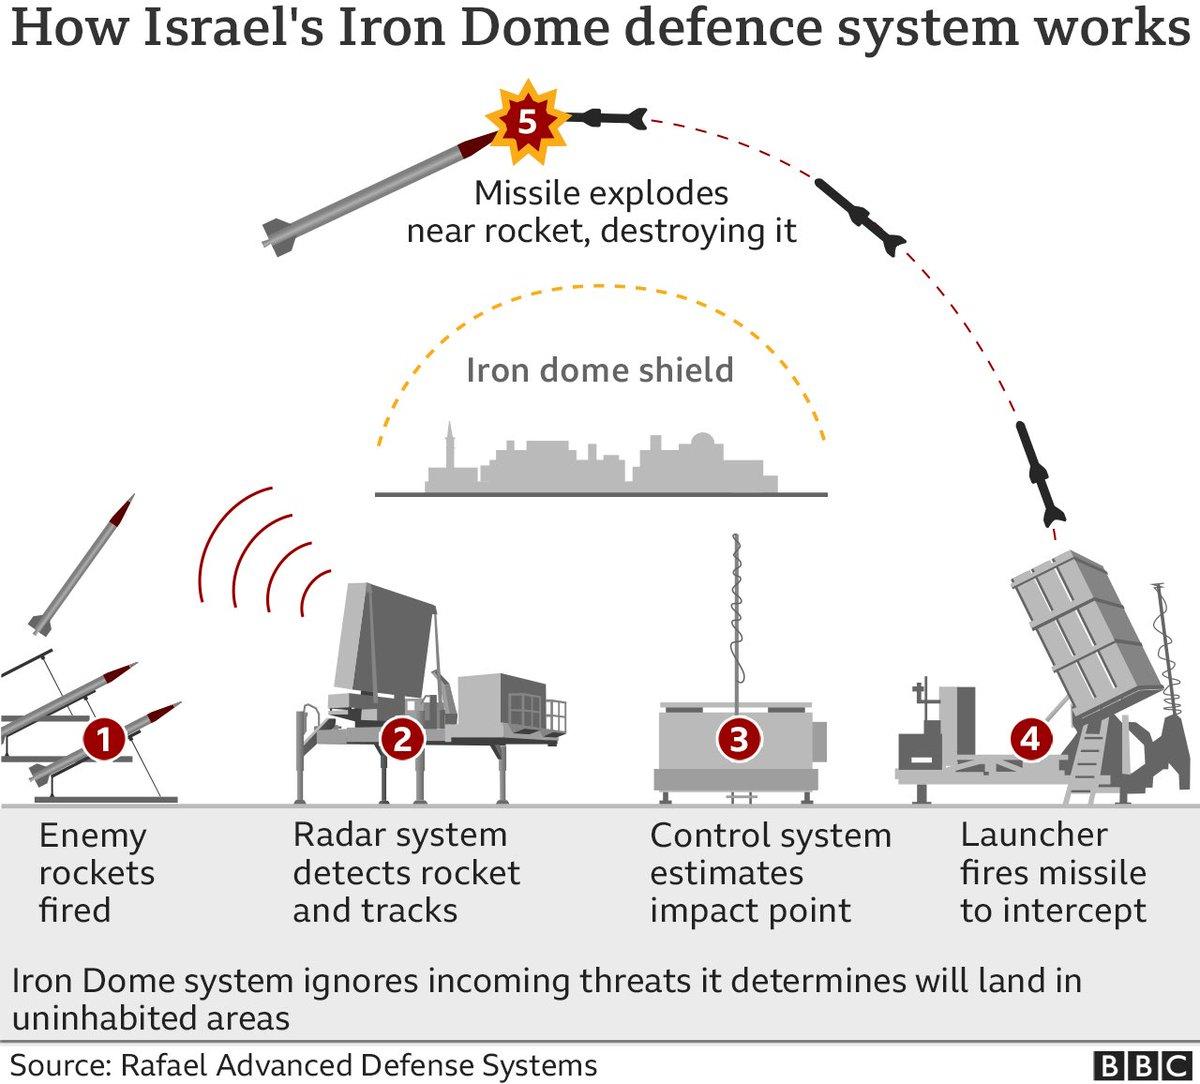 How Israel's Iron Dome defence system works
5
Missile explodes
near rocket, destroying it
Iron dome shield
1
2
3
4
Enemy
rockets
fired
Radar system
detects rocket
and tracks
Control system
estimates
impact point
Launcher
fires missile
to intercept
Iron Dome system ignores incoming threats it determines will land in
uninhabited areas
Source: Rafael Advanced Defense Systems
BBC